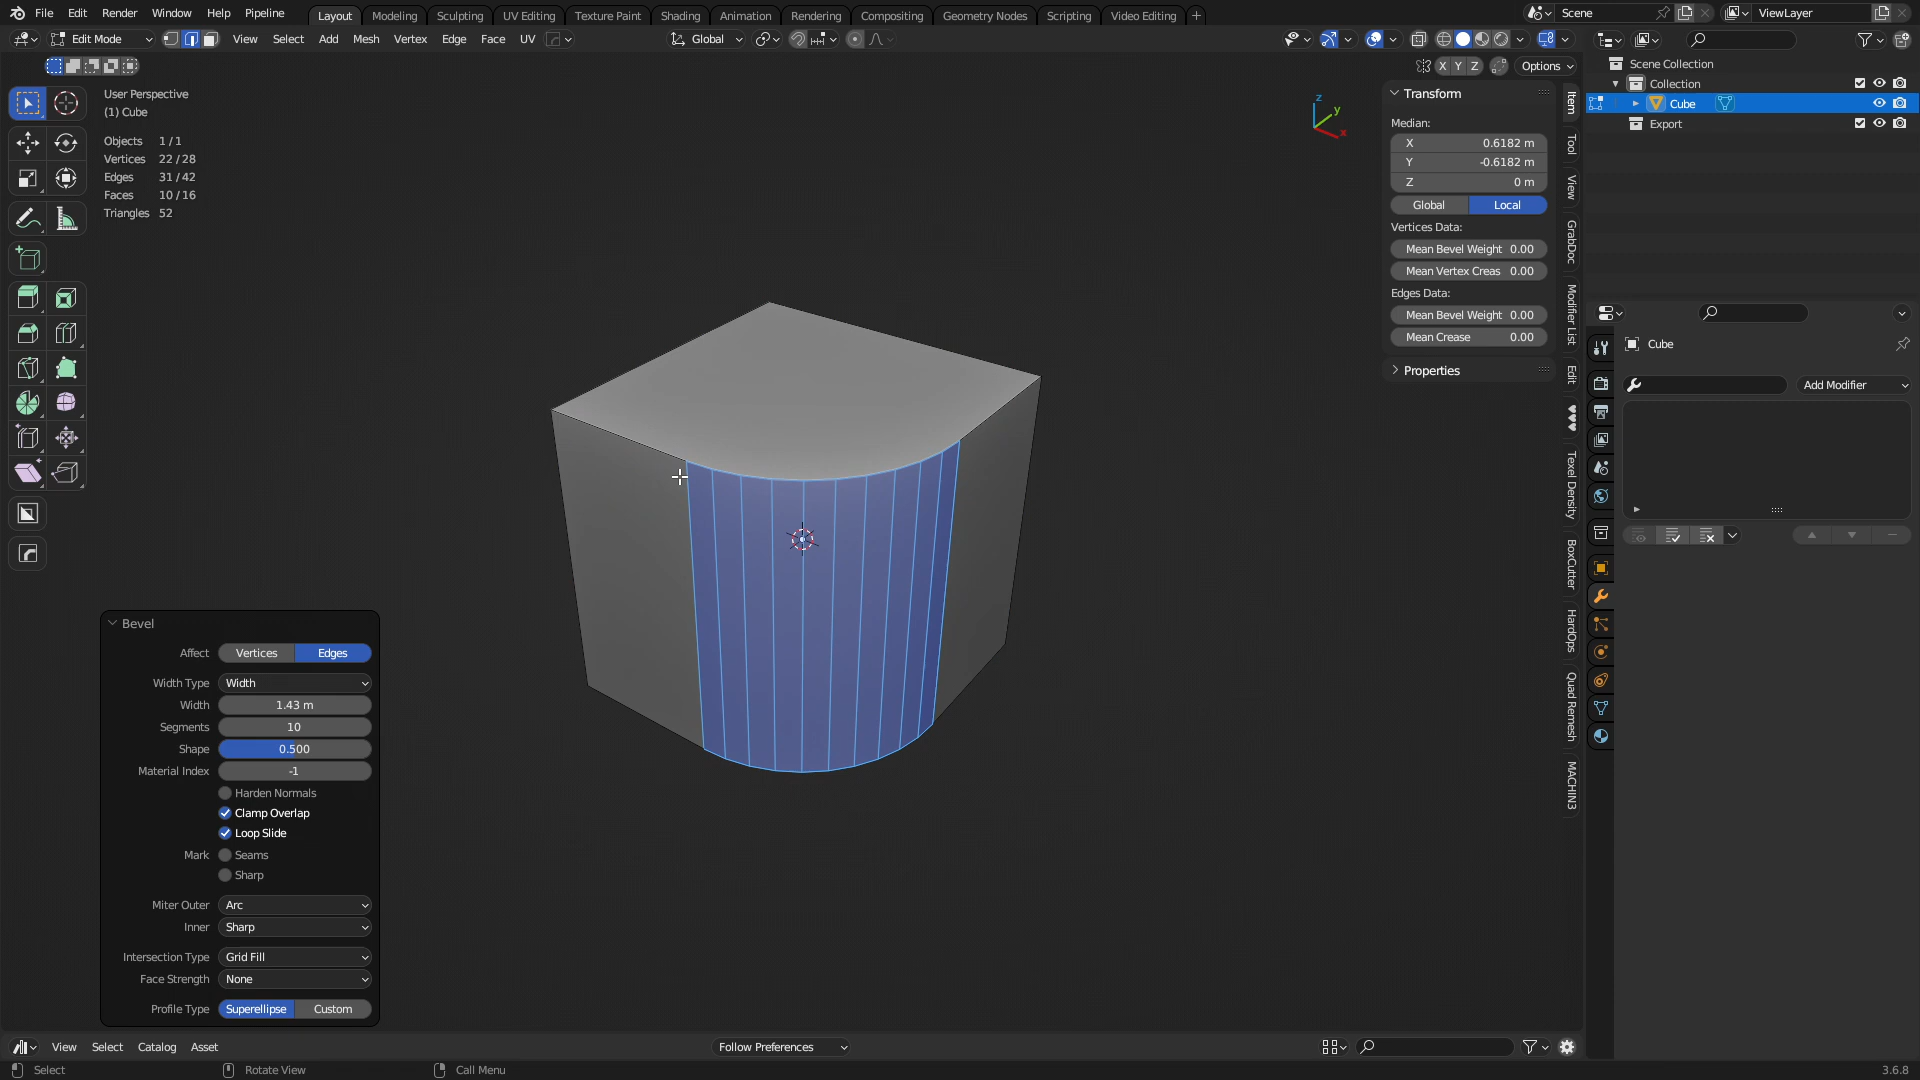 File Edit Render Window Help Pipeline
Layout Modeling Sculpting UV Editing Texture Paint Shading Animation Rendering Compositing Geometry Nodes Scripting Video Editing +
Scene
ViewLayer
Edit Mode View Select Add Mesh Vertex Edge Face UV
Global
X Y Z Options
User Perspective
(1) Cube
Objects 1/1
Vertices 22/28
Edges 31/42
Faces 10/16
Triangles 52
z
y
x
Transform
Median:
X 0.6182 m
Y -0.6182 m
Z 0 m
Global Local
Vertices Data:
Mean Bevel Weight 0.00
Mean Vertex Creas 0.00
Edges Data:
Mean Bevel Weight 0.00
Mean Crease 0.00
Properties
Item
Tool
View
GrabDoc
Modifier List
Edit
Texel Density
BoxCutter
HardOps
Quad Remesh
MACHIN3
Scene Collection
Collection
Cube
Export
Cube
Add Modifier
Bevel
Affect Vertices Edges
Width Type Width
Width 1.43 m
Segments 10
Shape 0.500
Material Index -1
Harden Normals
Clamp Overlap
Loop Slide
Mark Seams
Sharp
Miter Outer Arc
Inner Sharp
Intersection Type Grid Fill
Face Strength None
Profile Type Superellipse Custom
View Select Catalog Asset
Follow Preferences
Select Rotate View Call Menu
3.6.8